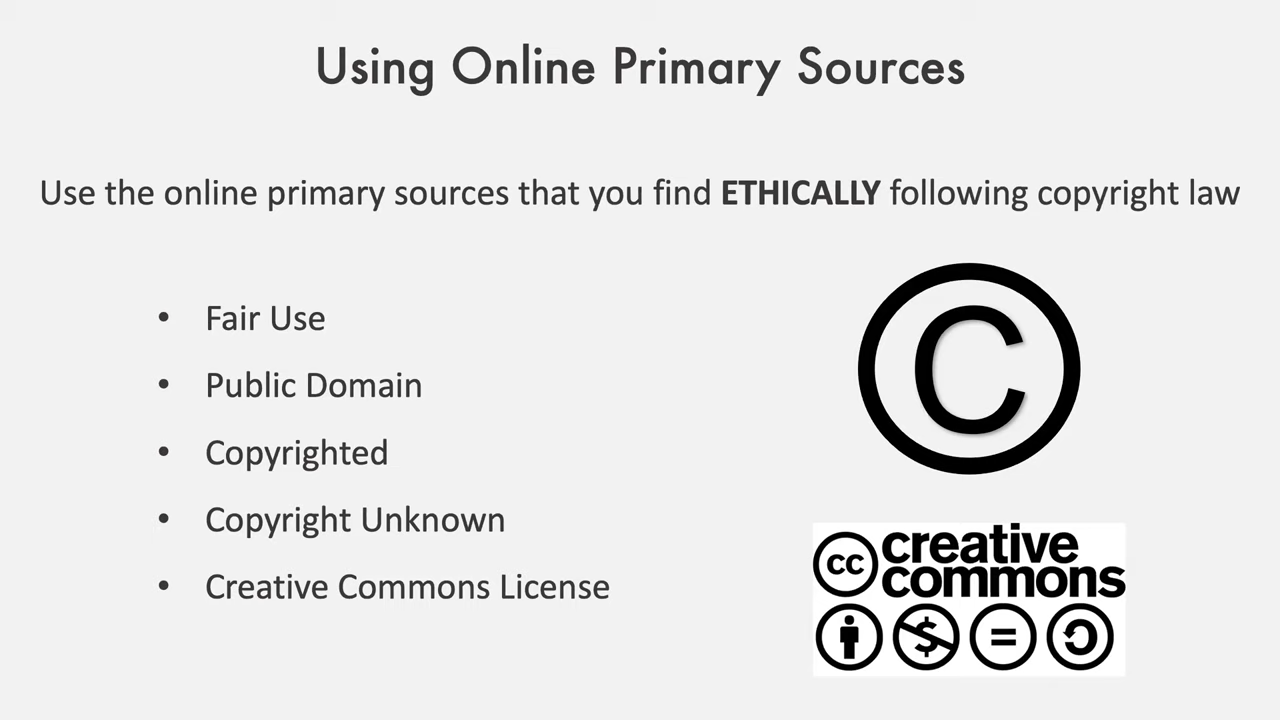 Using Online Primary Sources
Use the online primary sources that you find ETHICALLY following copyright law
• Fair Use
• Public Domain
• Copyrighted
• Copyright Unknown
• Creative Commons License
©
cc creative
commons